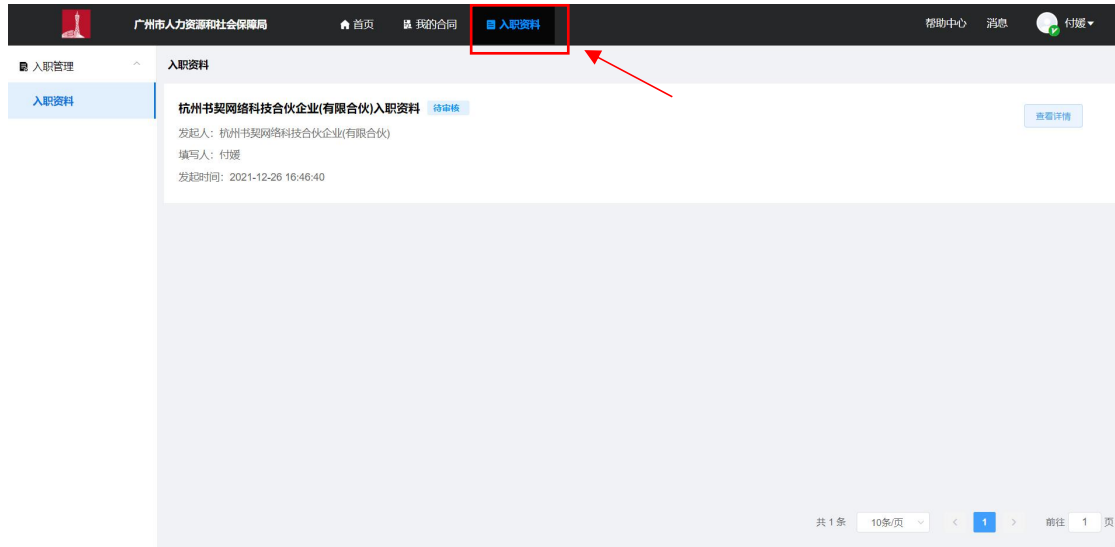 广州市人力资源和社会保障局 首页 我的合同 入职资料 帮助中心 消息 付媛
入职管理
入职资料
入职资料
杭州书契网络科技合伙企业(有限合伙)入职资料 待审核
查看详情
发起人：杭州书契网络科技合伙企业(有限合伙)
填写人：付媛
发起时间：2021-12-26 16:46:40
共 1 条 10条/页 1 前往 1 页